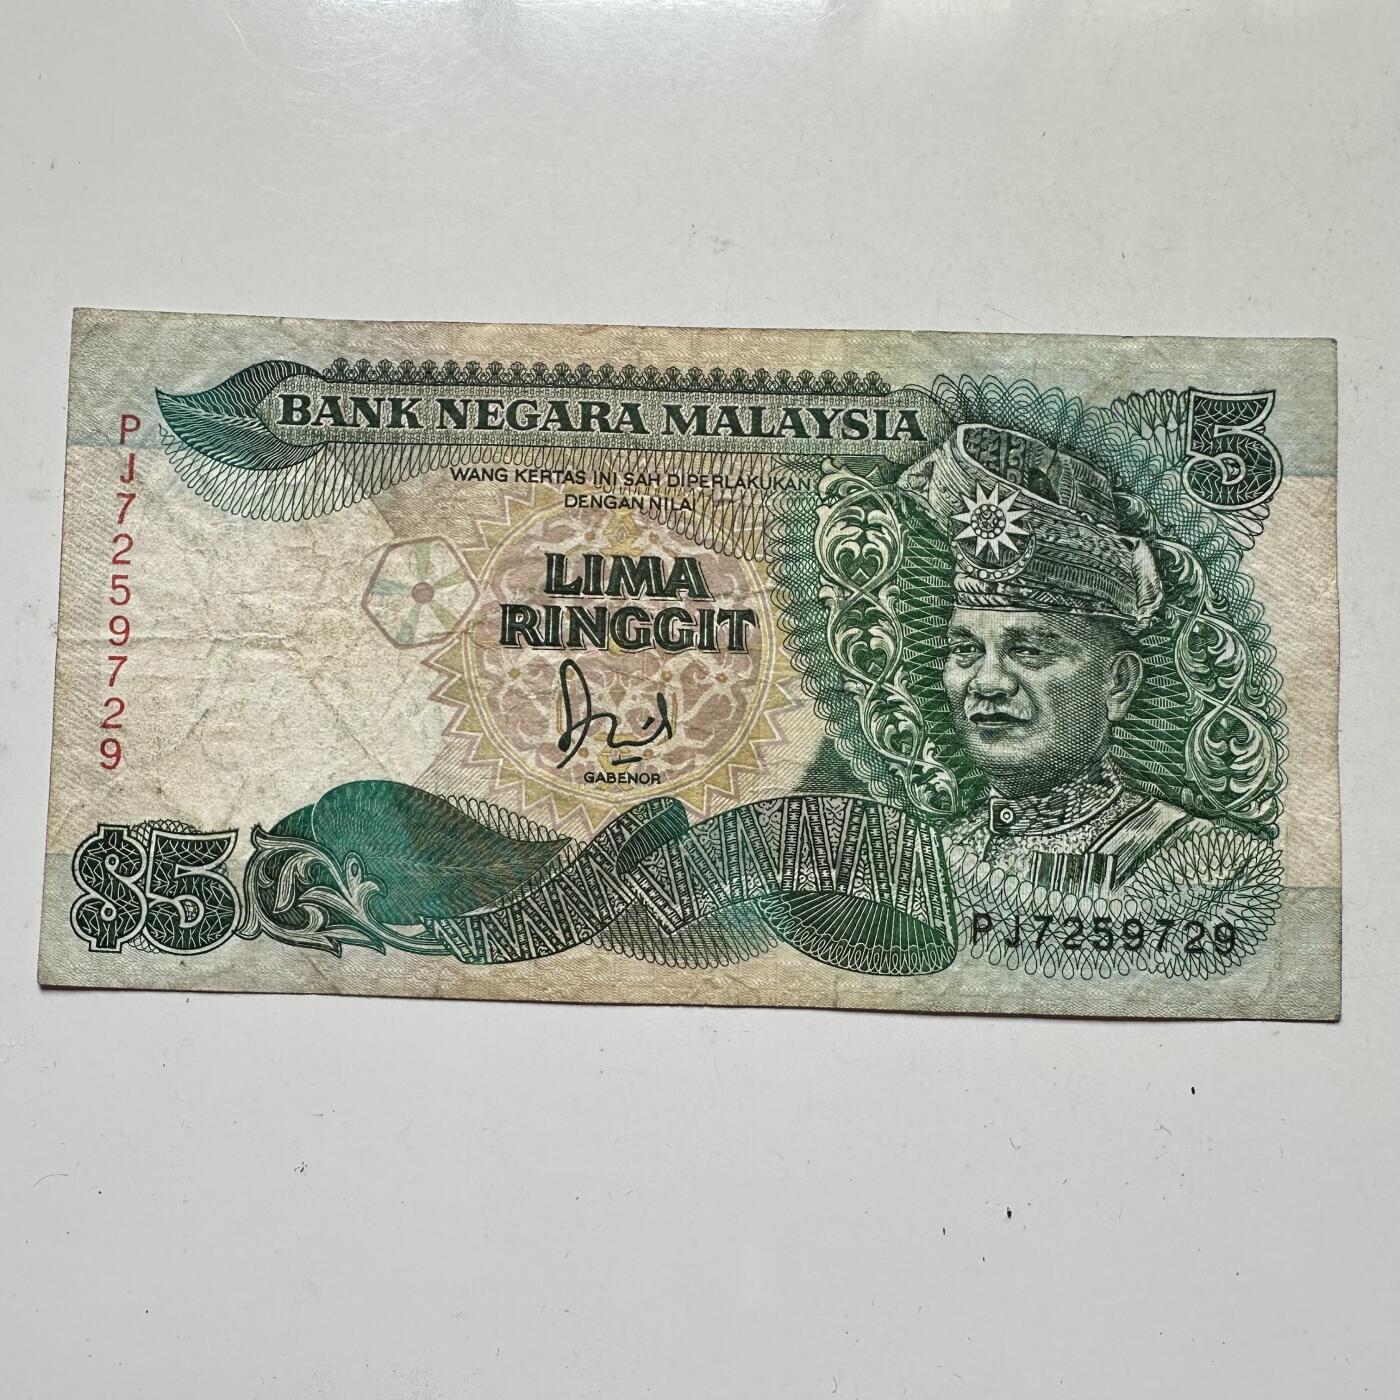 BANK NEGARA MALAYSIA
5
WANG KERTAS INI SAH DIPERLAKUKAN
DENGAN NILAI
LIMA
RINGGIT
GABENOR
PJ7259729
$5
PJ7259729